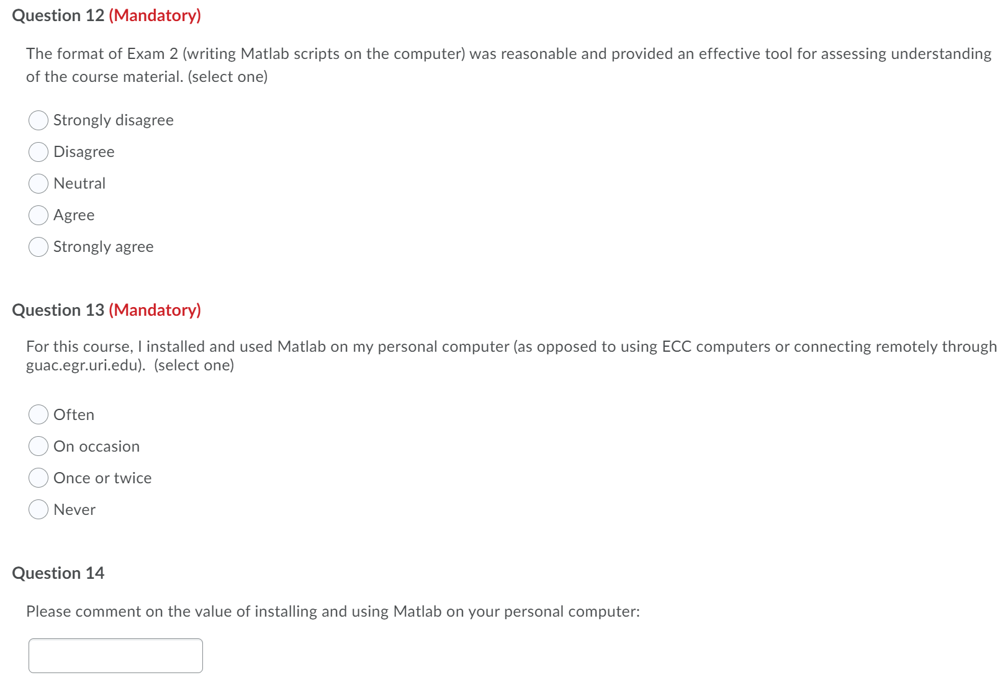 Question 12 (Mandatory)
The format of Exam 2 (writing Matlab scripts on the computer) was reasonable and provided an effective tool for assessing understanding
of the course material. (select one)
Strongly disagree
Disagree
Neutral
Agree
Strongly agree
Question 13 (Mandatory)
For this course, I installed and used Matlab on my personal computer (as opposed to using ECC computers or connecting remotely through
guac.egr.uri.edu).  (select one)
Often
On occasion
Once or twice
Never
Question 14
Please comment on the value of installing and using Matlab on your personal computer: